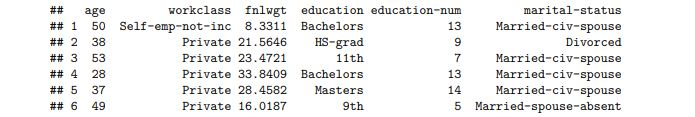 ## age workclass fnlwgt education education-num marital-status
## 1 50 Self-emp-not-inc 8.3311 Bachelors 13 Married-civ-spouse
## 2 38 Private 21.5646 HS-grad 9 Divorced
## 3 53 Private 23.4721 11th 7 Married-civ-spouse
## 4 28 Private 33.8409 Bachelors 13 Married-civ-spouse
## 5 37 Private 28.4582 Masters 14 Married-civ-spouse
## 6 49 Private 16.0187 9th 5 Married-spouse-absent